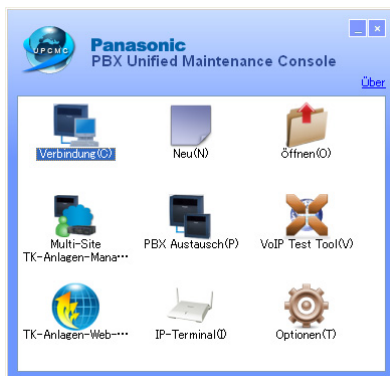 UPCMC
Panasonic
PBX Unified Maintenance Console
Über
Verbindung(C)
Neu(N)
Öffnen(O)
Multi-Site
TK-Anlagen-Mana…
PBX Austausch(P)
VoIP Test Tool(V)
TK-Anlagen-Web-…
IP-Terminal(I)
Optionen(T)